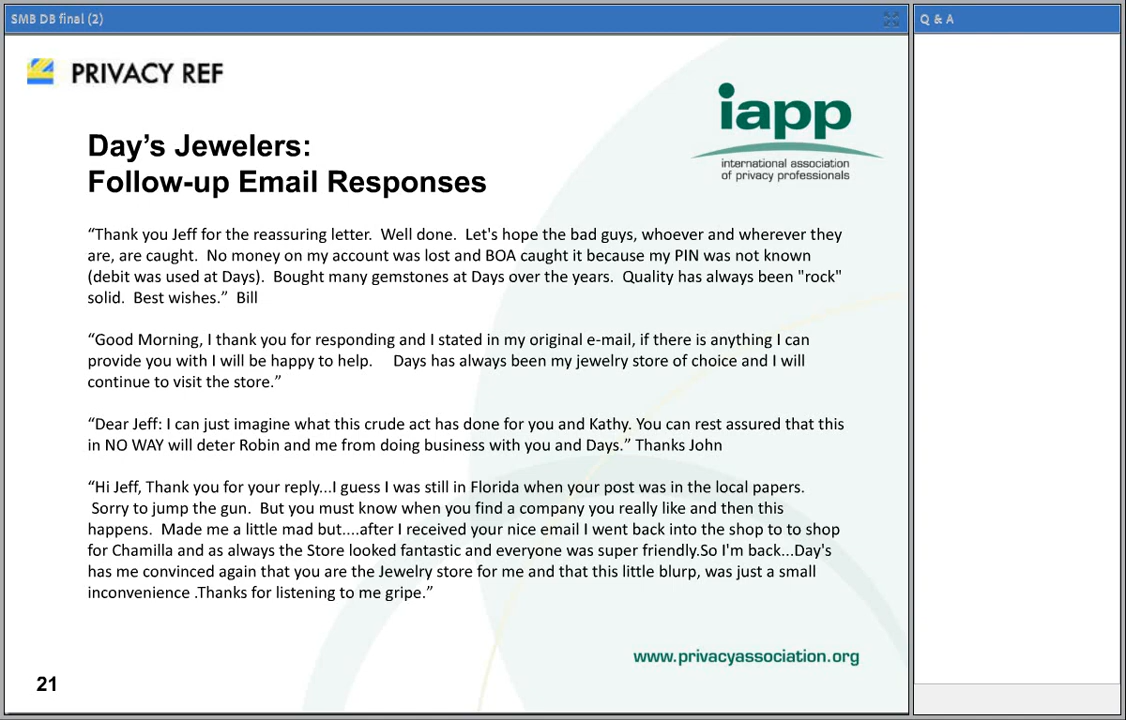 SMB DB final (2)
Q & A
PRIVACY REF
iapp
international association
of privacy professionals
Day’s Jewelers:
Follow-up Email Responses
“Thank you Jeff for the reassuring letter.  Well done.  Let's hope the bad guys, whoever and wherever they
are, are caught.  No money on my account was lost and BOA caught it because my PIN was not known
(debit was used at Days).  Bought many gemstones at Days over the years.  Quality has always been "rock"
solid.  Best wishes.”  Bill
“Good Morning, I thank you for responding and I stated in my original e-mail, if there is anything I can
provide you with I will be happy to help.     Days has always been my jewelry store of choice and I will
continue to visit the store.”
“Dear Jeff: I can just imagine what this crude act has done for you and Kathy. You can rest assured that this
in NO WAY will deter Robin and me from doing business with you and Days.” Thanks John
“Hi Jeff, Thank you for your reply...I guess I was still in Florida when your post was in the local papers.
Sorry to jump the gun.  But you must know when you find a company you really like and then this
happens.  Made me a little mad but....after I received your nice email I went back into the shop to to shop
for Chamilla and as always the Store looked fantastic and everyone was super friendly.So I'm back...Day's
has me convinced again that you are the Jewelry store for me and that this little blurp, was just a small
inconvenience .Thanks for listening to me gripe.”
www.privacyassociation.org
21